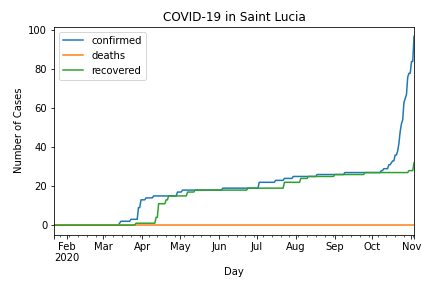 COVID-19 in Saint Lucia
confirmed
deaths
recovered
Number of Cases
100
80
60
40
20
0
Feb Mar Apr May Jun Jul Aug Sep Oct Nov
2020
Day